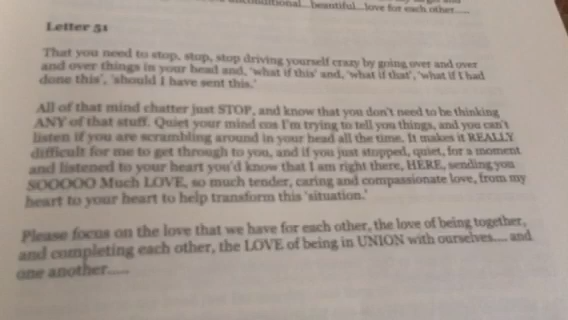 beautiful...love for each other.....
Letter 51
That you need to stop, stop, stop driving yourself crazy by going over and over
and over things in your head and, 'what if this' and, 'what if that', 'what if I had
done this', 'should I have sent this.'
All of that mind chatter just STOP, and know that you don't need to be thinking
ANY of that stuff. Quiet your mind cos I'm trying to tell you things, and you can't
listen if you are scrambling around in your head all the time. It makes it REALLY
difficult for me to get through to you, and if you just stopped, quiet, for a moment
and listened to your heart you'd know that I am right there, HERE, sending you
SOOOOO Much LOVE, so much tender, caring and compassionate love, from my
heart to your heart to help transform this 'situation.'
Please focus on the love that we have for each other, the love of being together,
and completing each other, the LOVE of being in UNION with ourselves.... and
one another.....